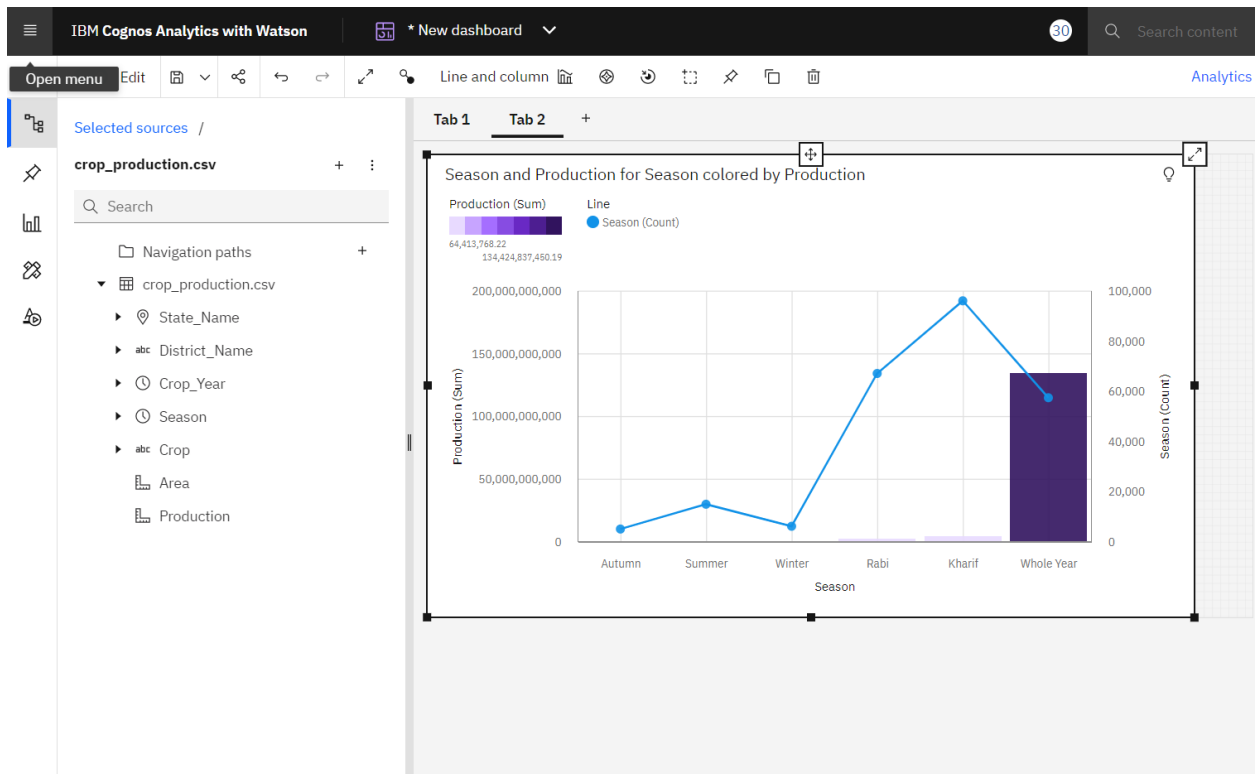 IBM Cognos Analytics with Watson
* New dashboard
30
Search content
Open menu
Edit
Line and column
Analytics
Selected sources /
crop_production.csv
Search
Navigation paths
crop_production.csv
State_Name
abc District_Name
Crop_Year
Season
abc Crop
Area
Production
Tab 1
Tab 2
Season and Production for Season colored by Production
Production (Sum)
64,413,768.22
134,424,837,460.19
Line
Season (Count)
200,000,000,000
150,000,000,000
100,000,000,000
50,000,000,000
0
Production (Sum)
100,000
80,000
60,000
40,000
20,000
0
Season (Count)
Autumn
Summer
Winter
Rabi
Kharif
Whole Year
Season